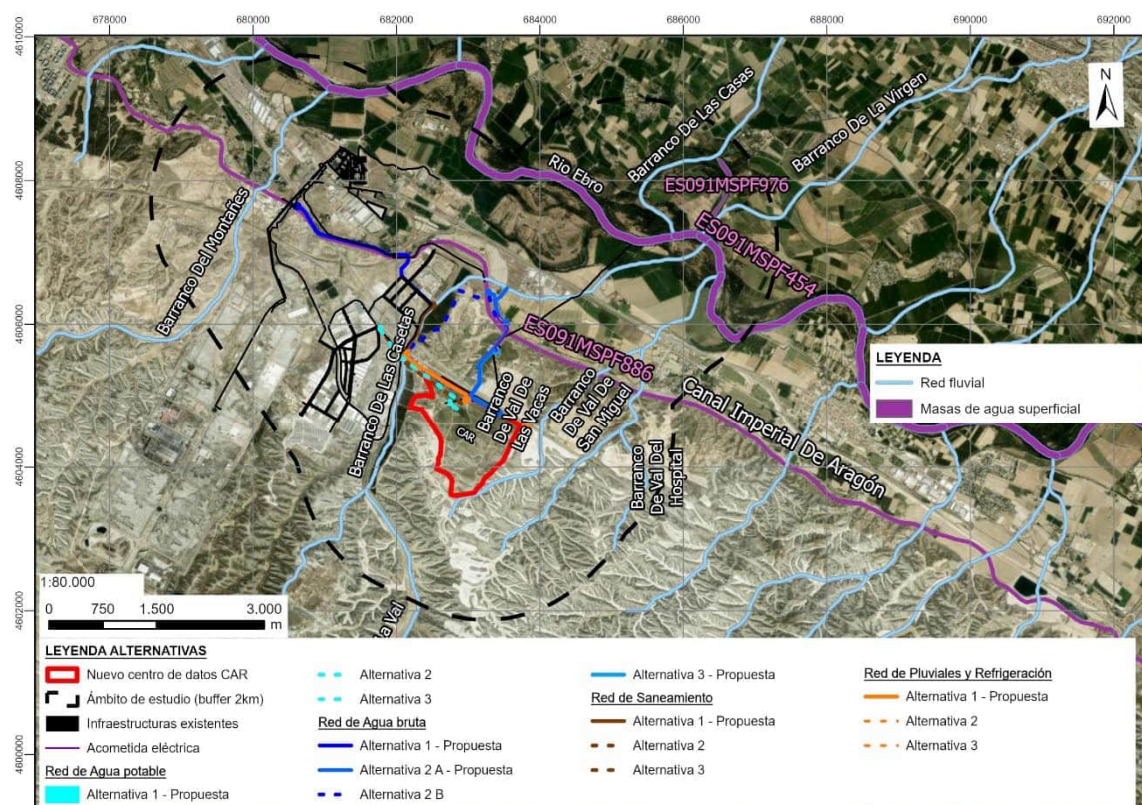 678000
680000
682000
684000
686000
688000
690000
692000
4610000
4608000
4606000
4604000
4602000
4600000
N
Barranco De Las Casas
Barranco De La Virgen
Rio Ebro
ES091MSPF976
ES091MSPF454
Barranco Del Montañes
Barranco De Las Casetas
ES091MSPF886
Canal Imperial De Aragón
Barranco
De Val De
Las Vacas
Barranco
De Val De
San Miguel
Barranco
De Val Del
Hospital
CAR
La Val
LEYENDA
Red fluvial
Masas de agua superficial
1:80.000
0 750 1.500 3.000
m
LEYENDA ALTERNATIVAS
Nuevo centro de datos CAR
Ámbito de estudio (buffer 2km)
Infraestructuras existentes
Acometida eléctrica
Red de Agua potable
Alternativa 1 - Propuesta
Alternativa 2
Alternativa 3
Red de Agua bruta
Alternativa 1 - Propuesta
Alternativa 2 A - Propuesta
Alternativa 2 B
Alternativa 3 - Propuesta
Red de Saneamiento
Alternativa 1 - Propuesta
Alternativa 2
Alternativa 3
Red de Pluviales y Refrigeración
Alternativa 1 - Propuesta
Alternativa 2
Alternativa 3